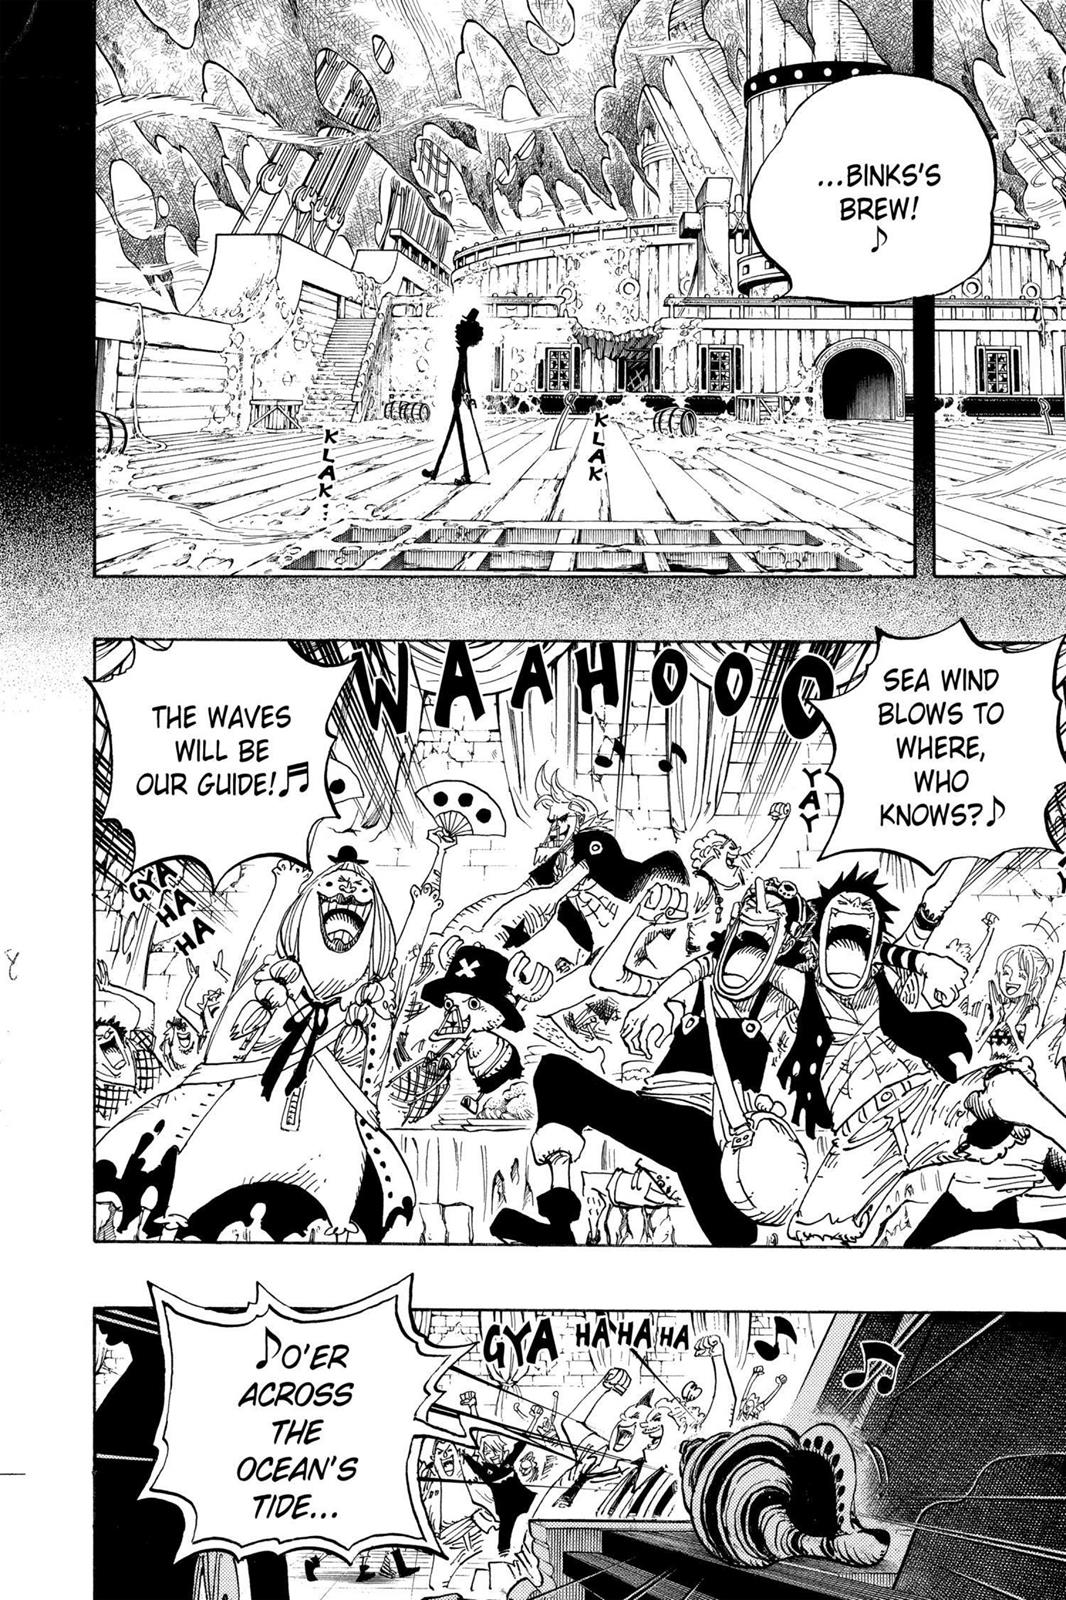 ...BINKS'S
BREW!
KLAK
KLAK...
WAAHOOO
SEA WIND
BLOWS TO
WHERE,
WHO
KNOWS?
YAY
THE WAVES
WILL BE
OUR GUIDE!
GYA
HA
HA
GYA HA HA HA
O'ER
ACROSS
THE
OCEAN'S
TIDE...